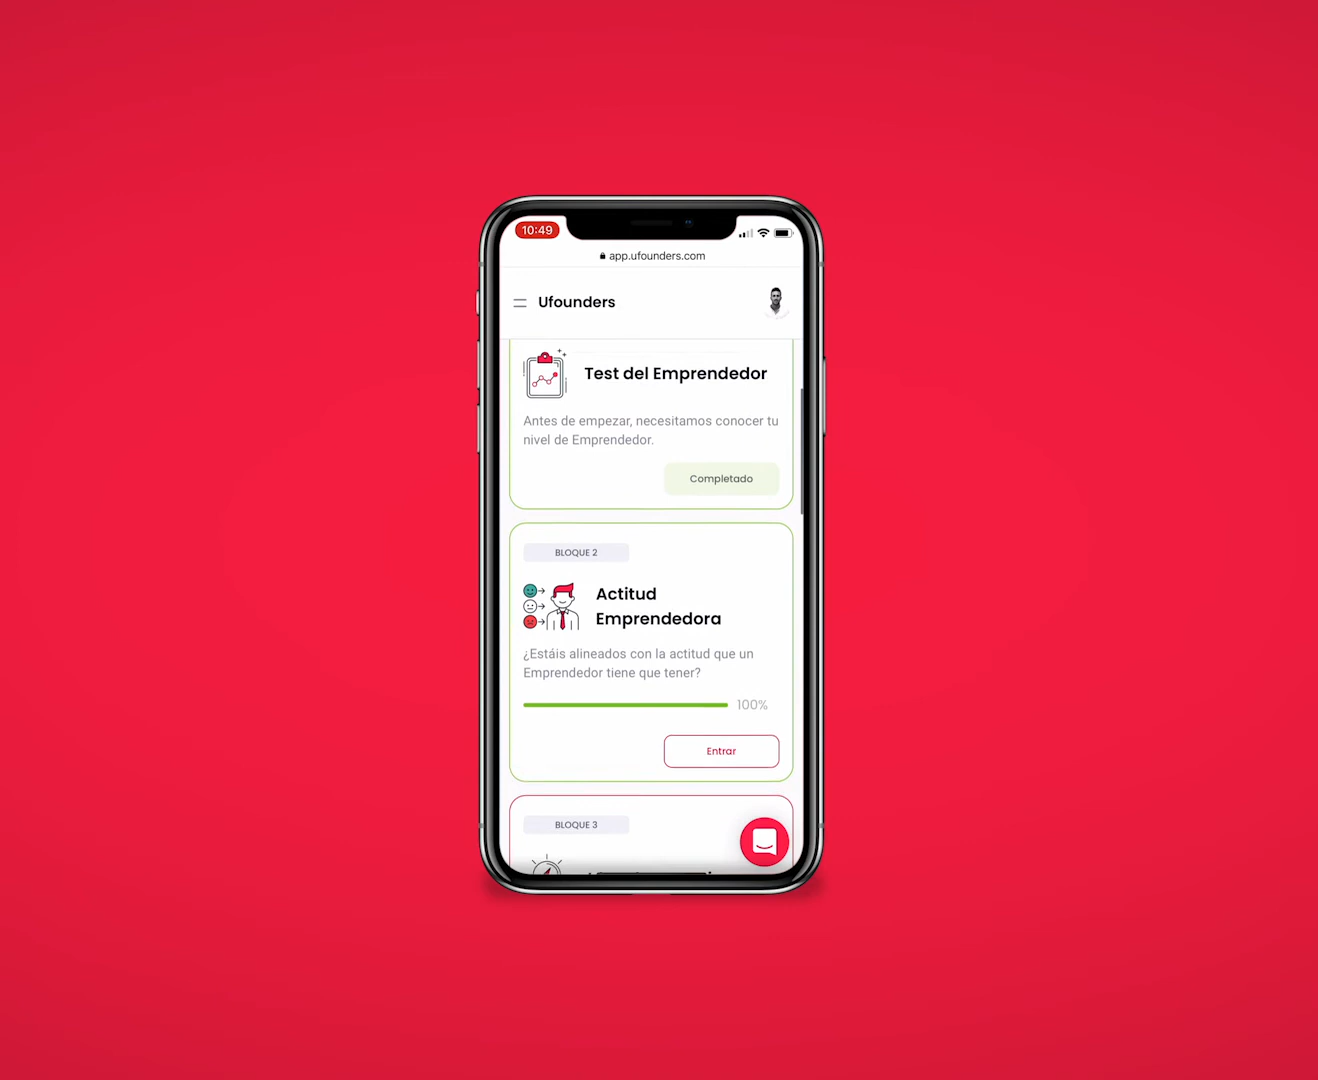 10:49
app.ufounders.com
Ufounders
Test del Emprendedor
Antes de empezar, necesitamos conocer tu
nivel de Emprendedor.
Completado
BLOQUE 2
Actitud
Emprendedora
¿Estáis alineados con la actitud que un
Emprendedor tiene que tener?
100%
Entrar
BLOQUE 3